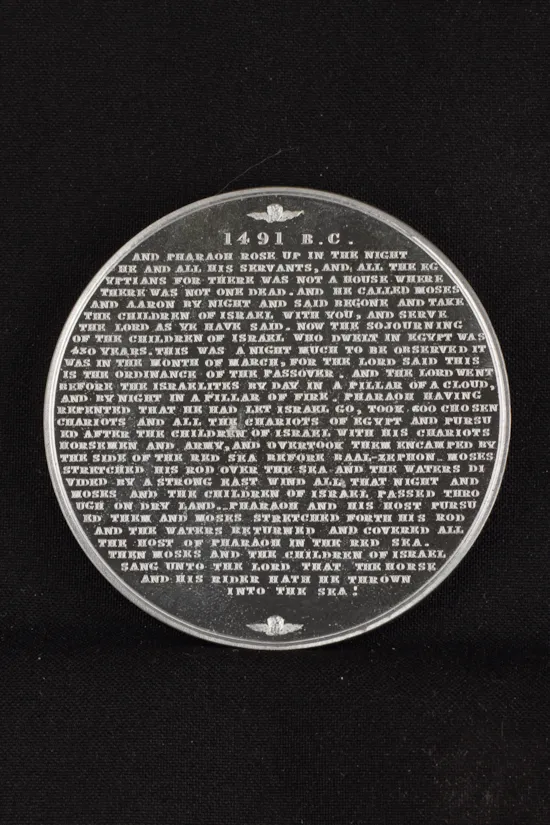 1491 B.C.
AND PHARAOH ROSE UP IN THE NIGHT
HE AND ALL HIS SERVANTS, AND, ALL THE EG
YPTIANS FOR THERE WAS NOT A HOUSE WHERE
THERE WAS NOT ONE DEAD. AND HE CALLED MOSES
AND AARON BY NIGHT AND SAID BEGONE AND TAKE
THE CHILDREN OF ISRAEL WITH YOU, AND SERVE
THE LORD AS YE HAVE SAID. NOW THE SOJOURNING
OF THE CHILDREN OF ISRAEL WHO DWELT IN EGYPT WAS
430 YEARS. THIS WAS A NIGHT MUCH TO BE OBSERVED IT
WAS IN THE MONTH OF MARCH, FOR THE LORD SAID THIS
IS THE ORDINANCE OF THE PASSOVER. AND THE LORD WENT
BEFORE THE ISRAELITES BY DAY IN A PILLAR OF A CLOUD,
AND BY NIGHT IN A PILLAR OF FIRE. PHARAOH HAVING
REPENTED THAT HE HAD LET ISRAEL GO, TOOK 600 CHOSEN
CHARIOTS AND ALL THE CHARIOTS OF EGYPT AND PURSU
ED AFTER THE CHILDREN OF ISRAEL WITH HIS CHARIOTS
HORSEMEN AND ARMY, AND OVERTOOK THEM ENCAMPED BY
THE SIDE OF THE RED SEA BEFORE BAAL-ZEPHON. MOSES
STRETCHED HIS ROD OVER THE SEA AND THE WATERS DI
VIDED BY A STRONG EAST WIND ALL THAT NIGHT AND
MOSES AND THE CHILDREN OF ISRAEL PASSED THRO
UGH ON DRY LAND. PHARAOH AND HIS HOST PURSU
ED THEM AND MOSES STRETCHED FORTH HIS ROD
AND THE WATERS RETURNED AND COVERED ALL
THE HOST OF PHARAOH IN THE RED SEA.
THEN MOSES AND THE CHILDREN OF ISRAEL
SANG UNTO THE LORD THAT THE HORSE
AND HIS RIDER HATH HE THROWN
INTO THE SEA!